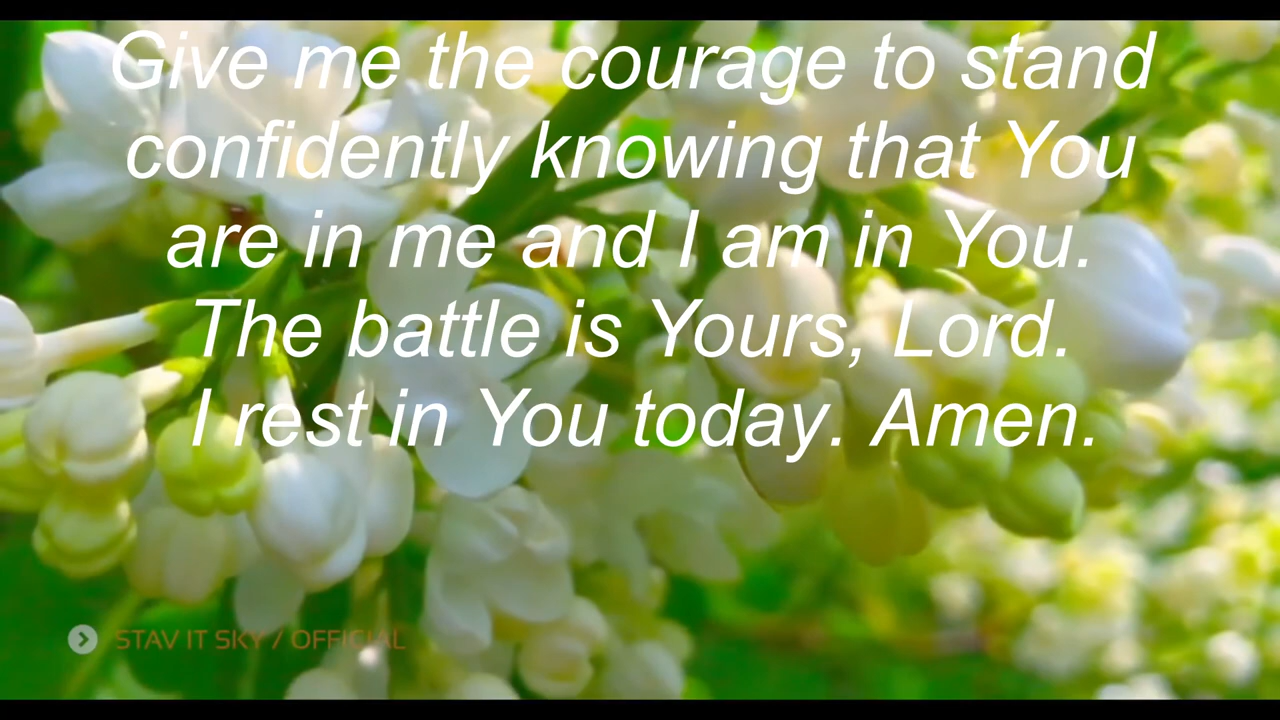 Give me the courage to stand
confidently knowing that You
are in me and I am in You.
The battle is Yours, Lord.
I rest in You today. Amen.
STAV IT SKY / OFFICIAL